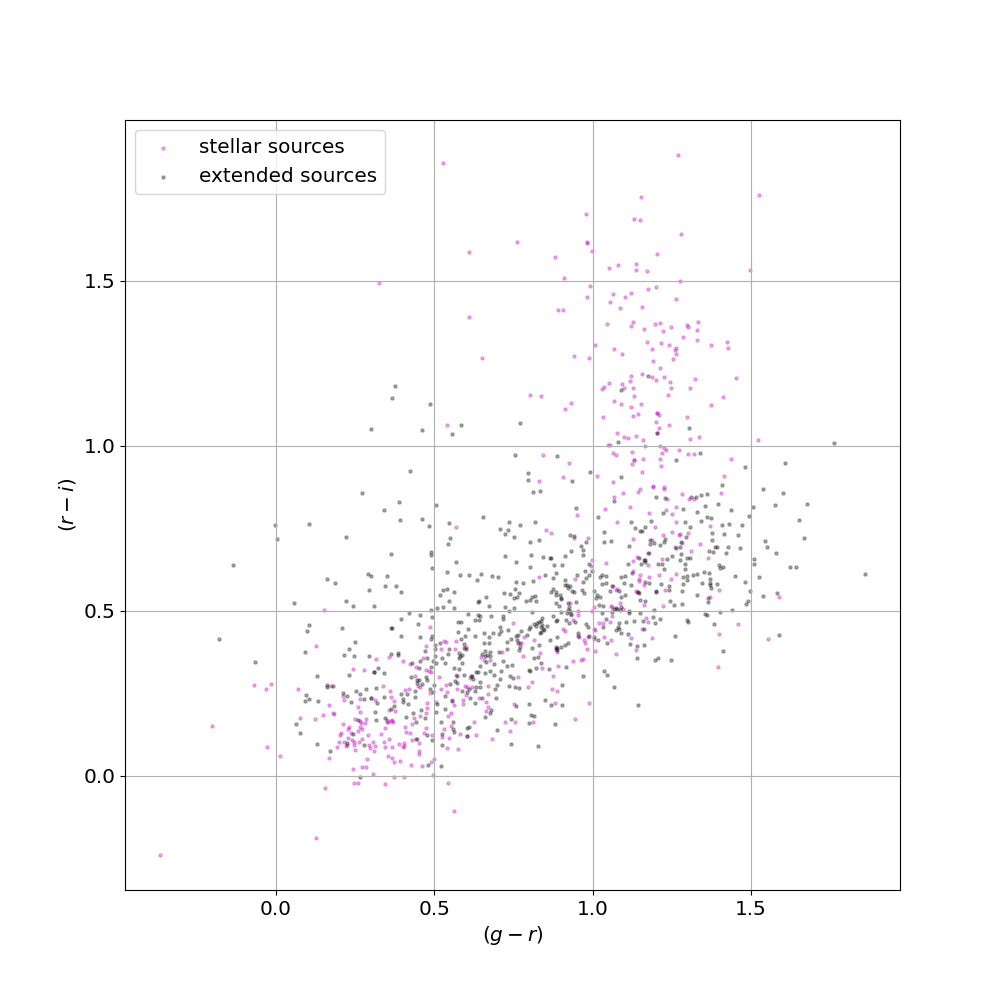 stellar sources
extended sources
1.5
1.0
0.5
0.0
(r − i)
0.0 0.5 1.0 1.5
(g − r)